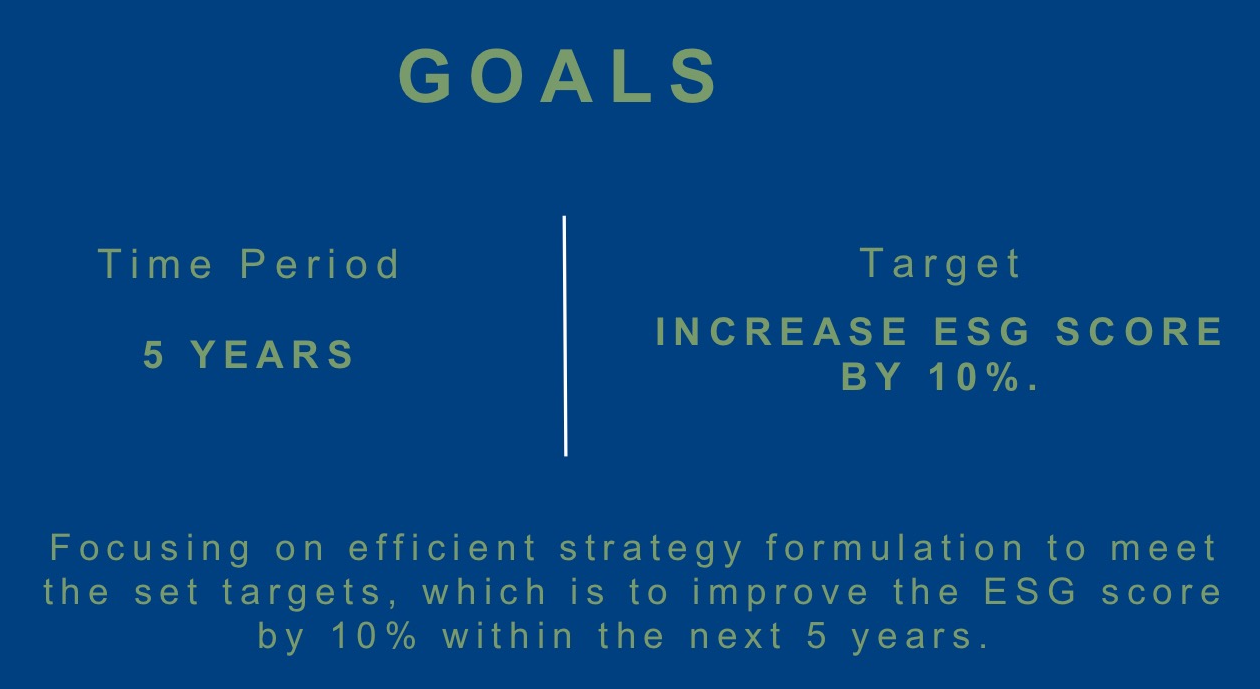 GOALS
Time Period
5 YEARS
Target
INCREASE ESG SCORE
BY 10%.
Focusing on efficient strategy formulation to meet
the set targets, which is to improve the ESG score
by 10% within the next 5 years.